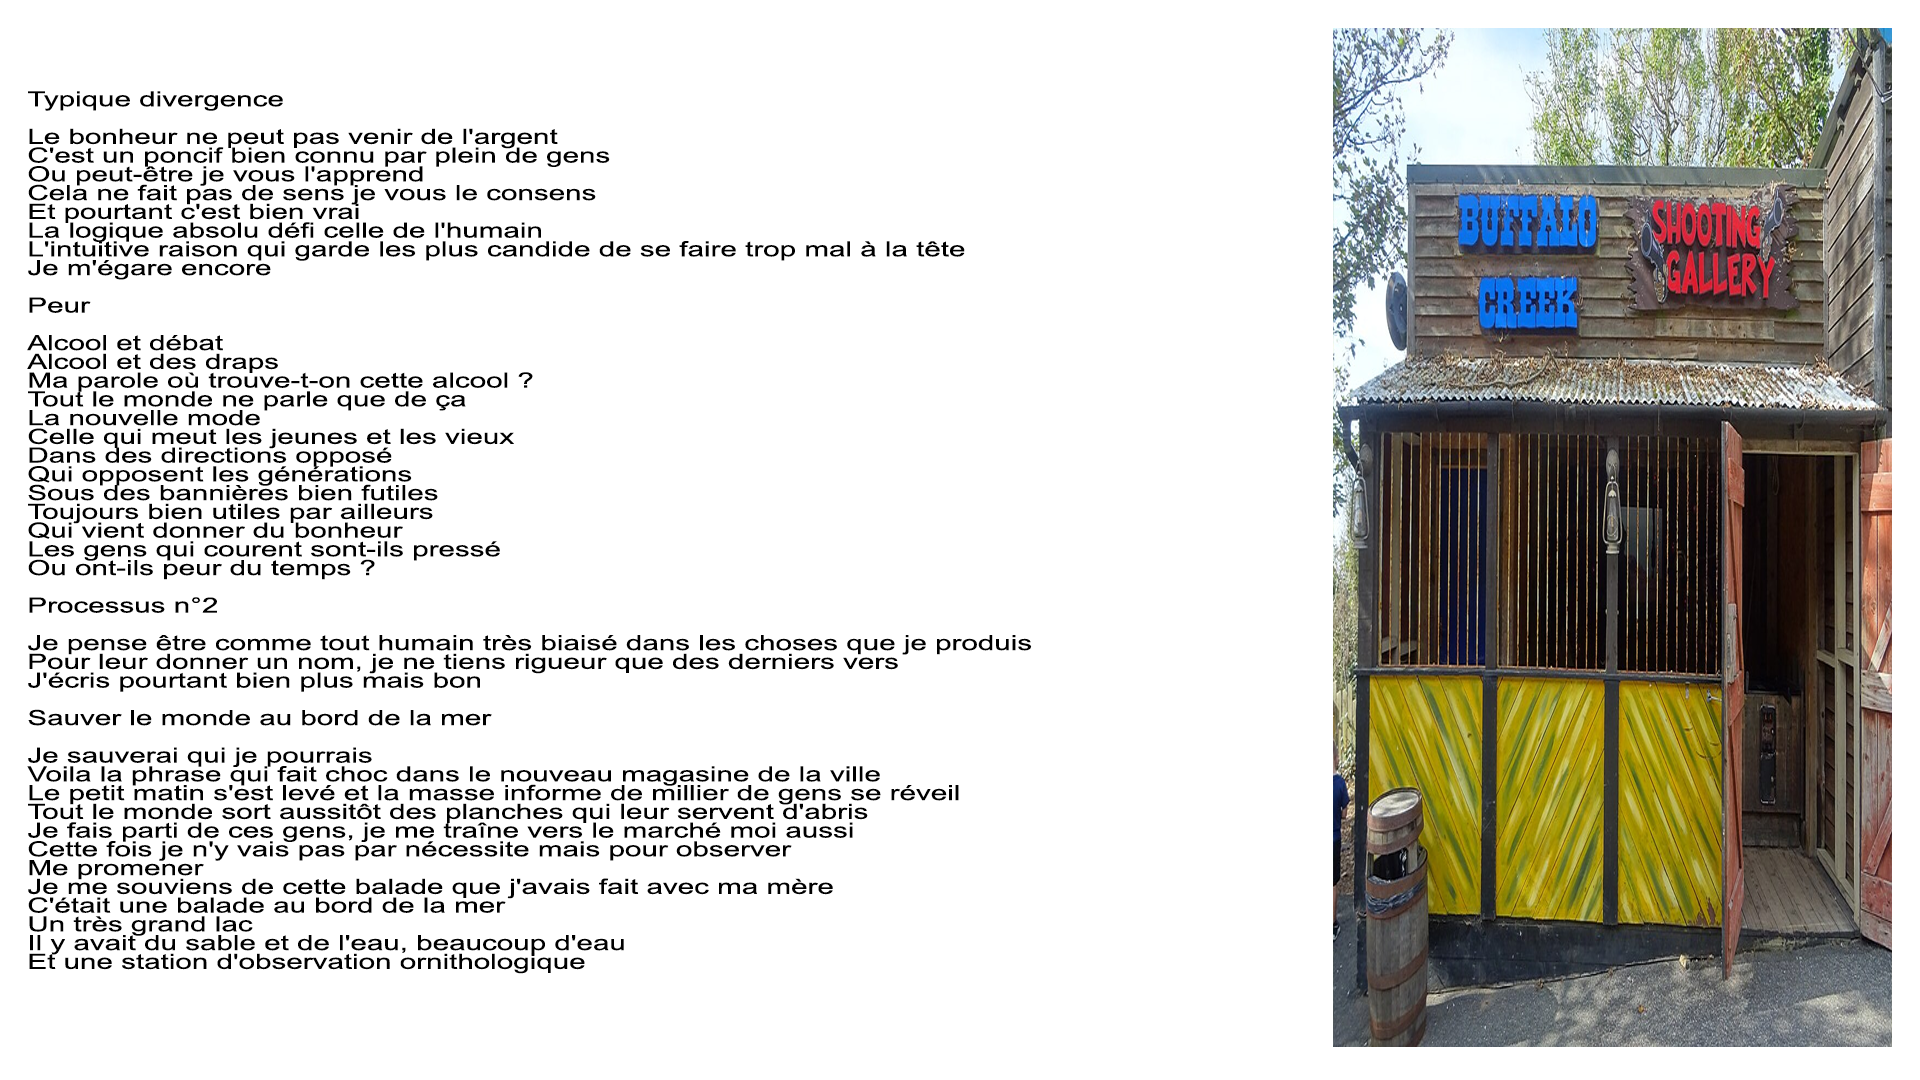 Typique divergence
Le bonheur ne peut pas venir de l'argent
C'est un poncif bien connu par plein de gens
Ou peut-être je vous l'apprend
Cela ne fait pas de sens je vous le consens
Et pourtant c'est bien vrai
La logique absolu défi celle de l'humain
L'intuitive raison qui garde les plus candide de se faire trop mal à la tête
Je m'égare encore
Peur
Alcool et débat
Alcool et des draps
Ma parole où trouve-t-on cette alcool ?
Tout le monde ne parle que de ça
La nouvelle mode
Celle qui meut les jeunes et les vieux
Dans des directions opposé
Qui opposent les générations
Sous des bannières bien futiles
Toujours bien utiles par ailleurs
Qui vient donner du bonheur
Les gens qui courent sont-ils pressé
Ou ont-ils peur du temps ?
Processus n°2
Je pense être comme tout humain très biaisé dans les choses que je produis
Pour leur donner un nom, je ne tiens rigueur que des derniers vers
J'écris pourtant bien plus mais bon
Sauver le monde au bord de la mer
Je sauverai qui je pourrais
Voila la phrase qui fait choc dans le nouveau magasine de la ville
Le petit matin s'est levé et la masse informe de millier de gens se réveil
Tout le monde sort aussitôt des planches qui leur servent d'abris
Je fais parti de ces gens, je me traîne vers le marché moi aussi
Cette fois je n'y vais pas par nécessite mais pour observer
Me promener
Je me souviens de cette balade que j'avais fait avec ma mère
C'était une balade au bord de la mer
Un très grand lac
Il y avait du sable et de l'eau, beaucoup d'eau
Et une station d'observation ornithologique
BUFFALO
CREEK
SHOOTING
GALLERY